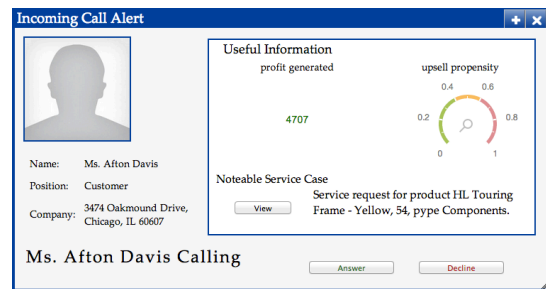 Incoming Call Alert
Useful Information
profit generated
upsell propensity
4707
0.4
0.6
0.2
0.8
0
1
Name:
Ms. Afton Davis
Position:
Customer
Company:
3474 Oakmound Drive,
Chicago, IL 60607
Noteable Service Case
View
Service request for product HL Touring
Frame - Yellow, 54, pype Components.
Ms. Afton Davis Calling
Answer
Decline